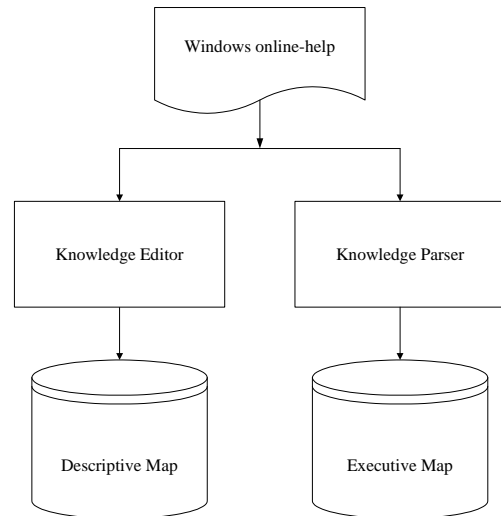 Windows online-help
Knowledge Editor
Knowledge Parser
Descriptive Map
Executive Map